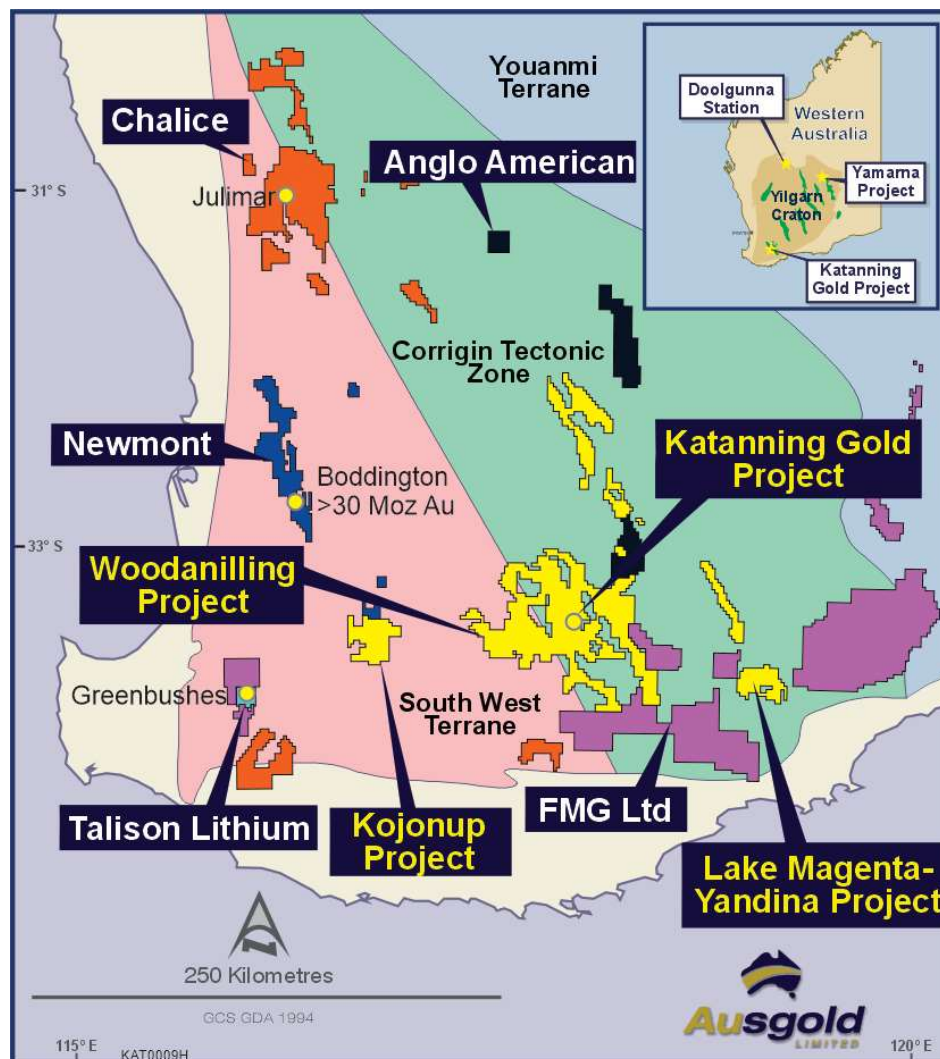 Youanmi
Terrane
Doolgunna
Station
Western
Australia
Yamarna
Project
Yilgarn
Craton
Katanning
Gold Project
Chalice
Anglo American
31° S
Julimar
Corrigin Tectonic
Zone
Newmont
Katanning Gold
Project
Boddington
>30 Moz Au
33° S
Woodanilling
Project
Greenbushes
South West
Terrane
Talison Lithium
Kojonup
Project
FMG Ltd
Lake Magenta-
Yandina Project
250 Kilometres
GCS GDA 1994
Ausgold
LIMITED
115° E
KAT0009H
120° E